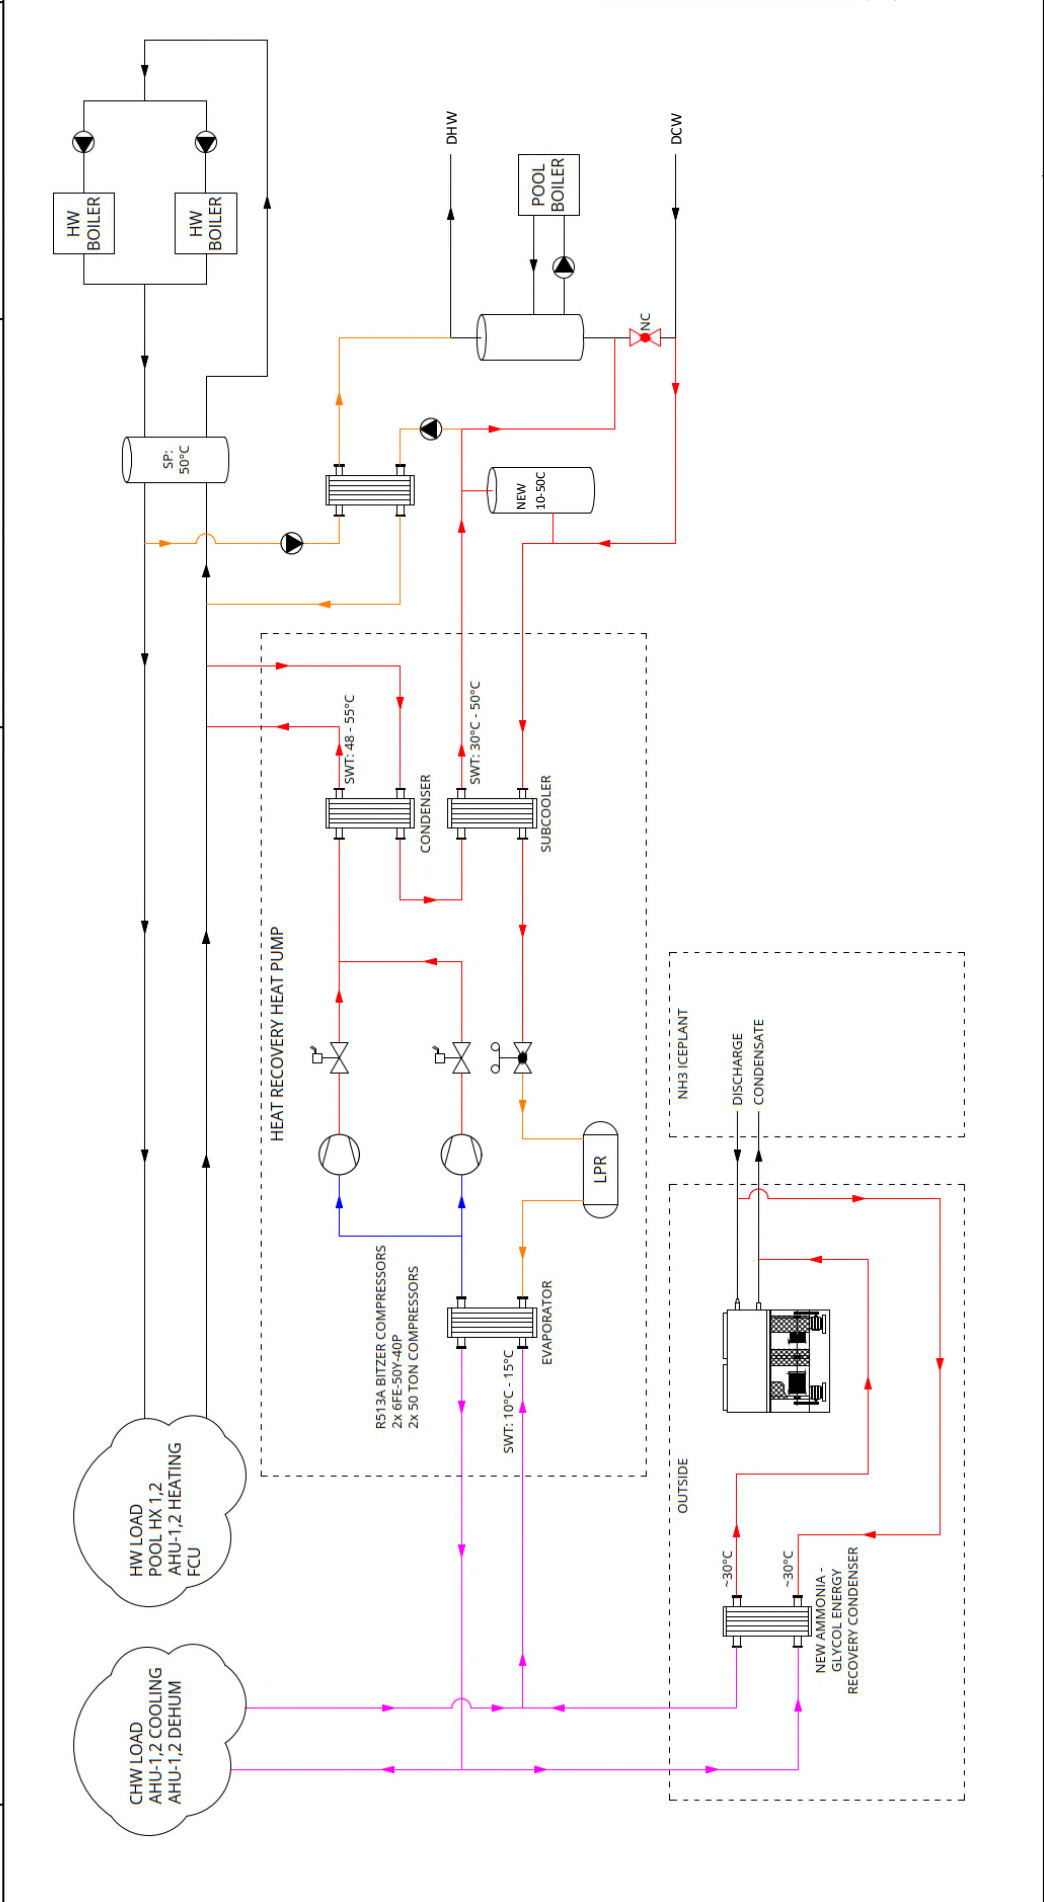 HW
BOILER
HW
BOILER
DHW
POOL
BOILER
DCW
NC
SP:
50°C
NEW
10-50C
SWT: 48 - 55°C
CONDENSER
SWT: 30°C - 50°C
SUBCOOLER
HEAT RECOVERY HEAT PUMP
LPR
R513A BITZER COMPRESSORS
2x 6FE-50Y-40P
2x 50 TON COMPRESSORS
EVAPORATOR
SWT: 10°C - 15°C
NH3 ICEPLANT
DISCHARGE
CONDENSATE
OUTSIDE
~30°C
~30°C
NEW AMMONIA -
GLYCOL ENERGY
RECOVERY CONDENSER
HW LOAD
POOL HX 1,2
AHU-1,2 HEATING
FCU
CHW LOAD
AHU-1,2 COOLING
AHU-1,2 DEHUM